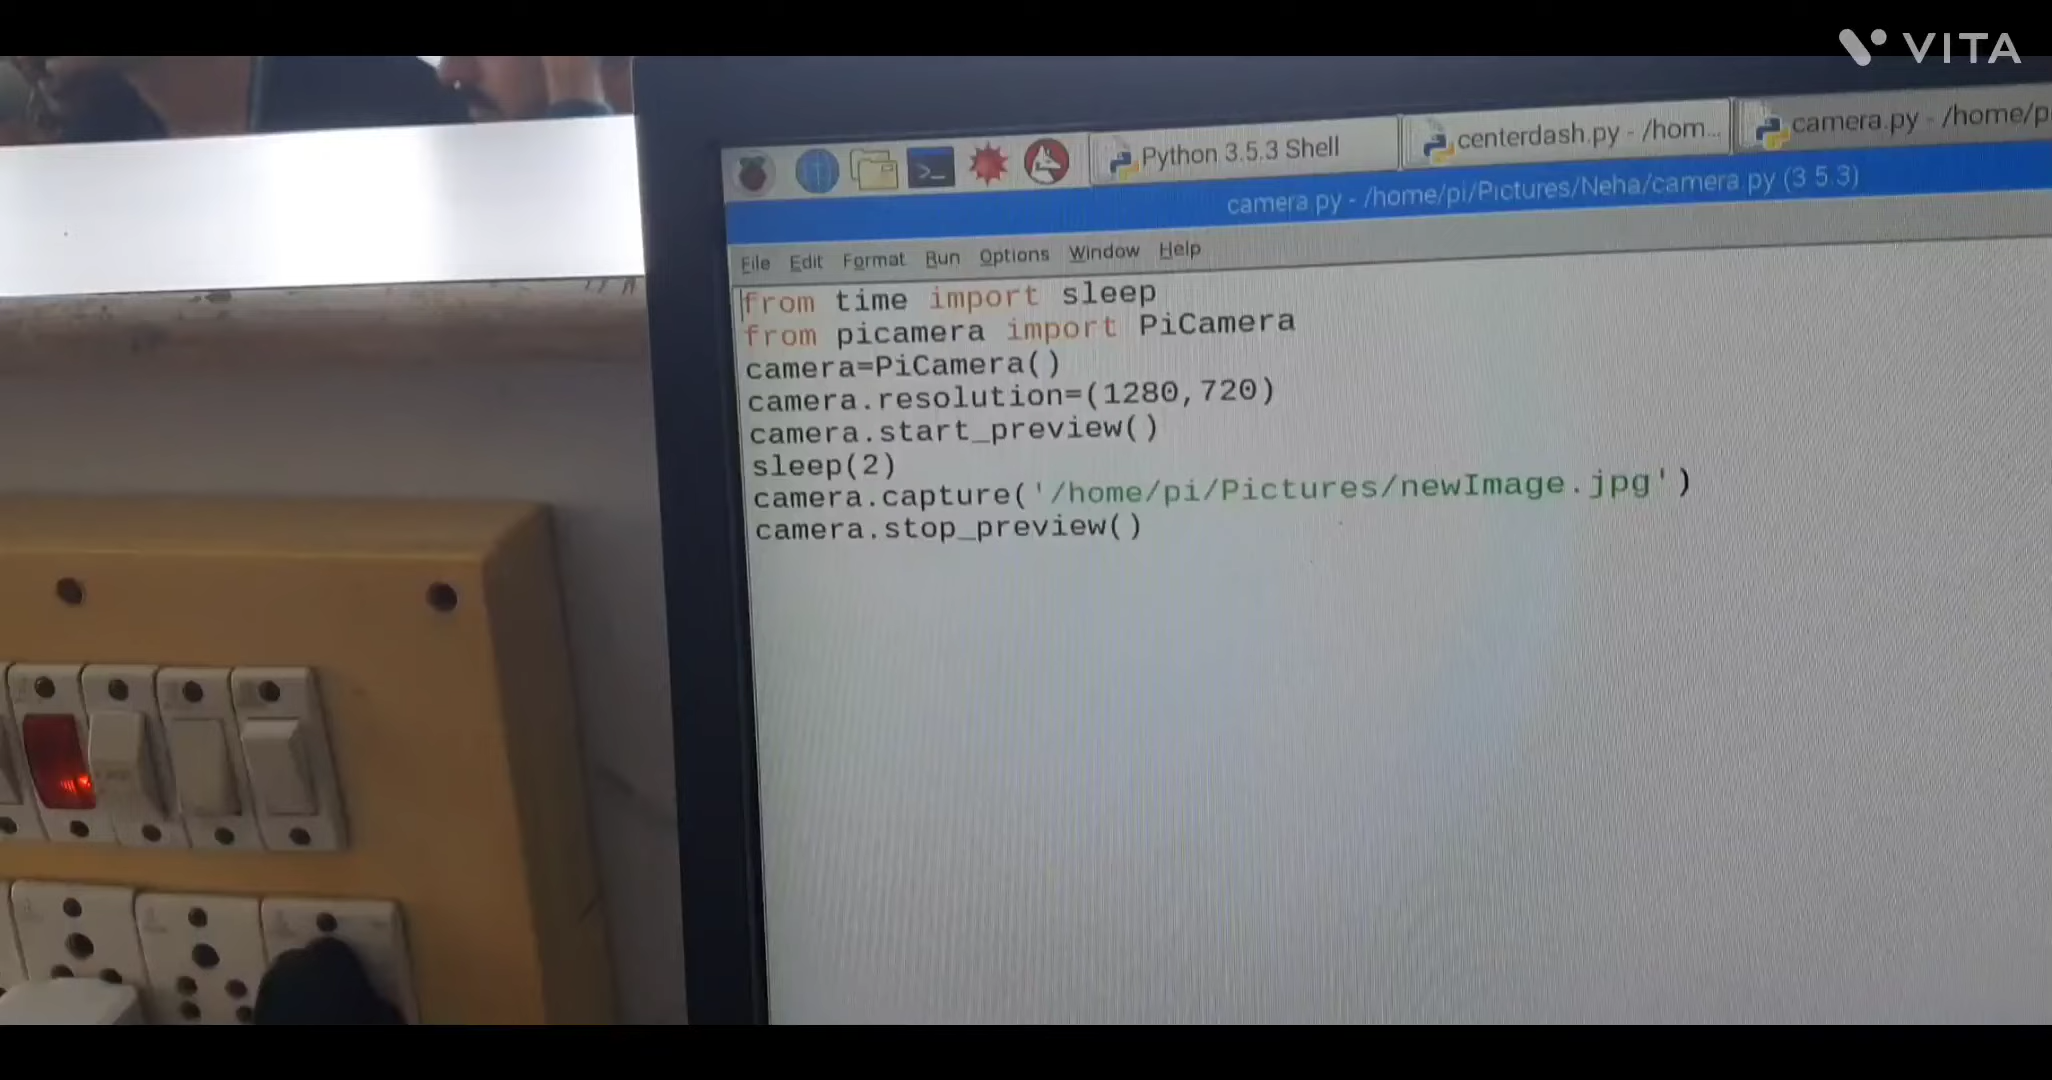 VITA
Python 3.5.3 Shell
centerdash.py - /hom...
camera.py - /home/p
camera.py - /home/pi/Pictures/Neha/camera.py (3.5.3)
File Edit Format Run Options Window Help
from time import sleep
from picamera import PiCamera
camera=PiCamera()
camera.resolution=(1280,720)
camera.start_preview()
sleep(2)
camera.capture('/home/pi/Pictures/newImage.jpg')
camera.stop_preview()